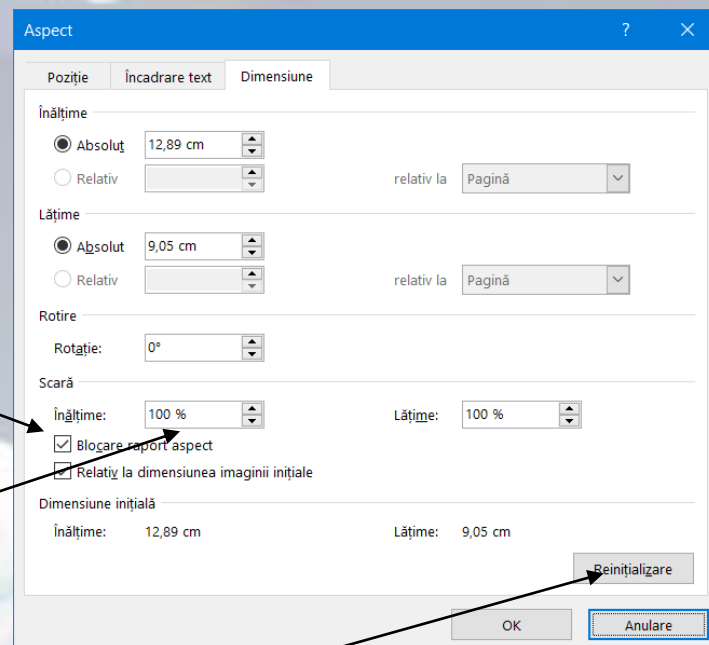 Aspect ? ×
Poziție Încadrare text Dimensiune
Înălțime
Absolut 12,89 cm
Relativ relativ la Pagină
Lățime
Absolut 9,05 cm
Relativ relativ la Pagină
Rotire
Rotație: 0°
Scară
Înălțime: 100 % Lățime: 100 %
Blocare raport aspect
Relativ la dimensiunea imaginii inițiale
Dimensiune inițială
Înălțime: 12,89 cm Lățime: 9,05 cm
Reinițializare
OK Anulare